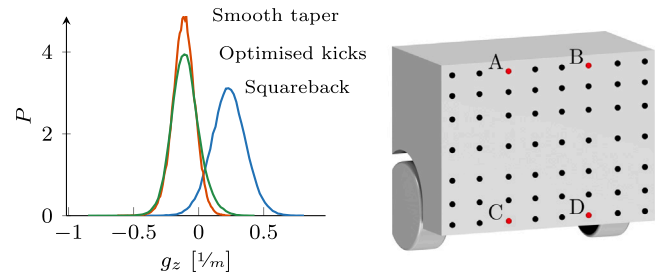 Smooth taper
Optimised kicks
Squareback
4
2
0
P
−1
−0.5
0
0.5
g_z [1/m]
A
B
C
D